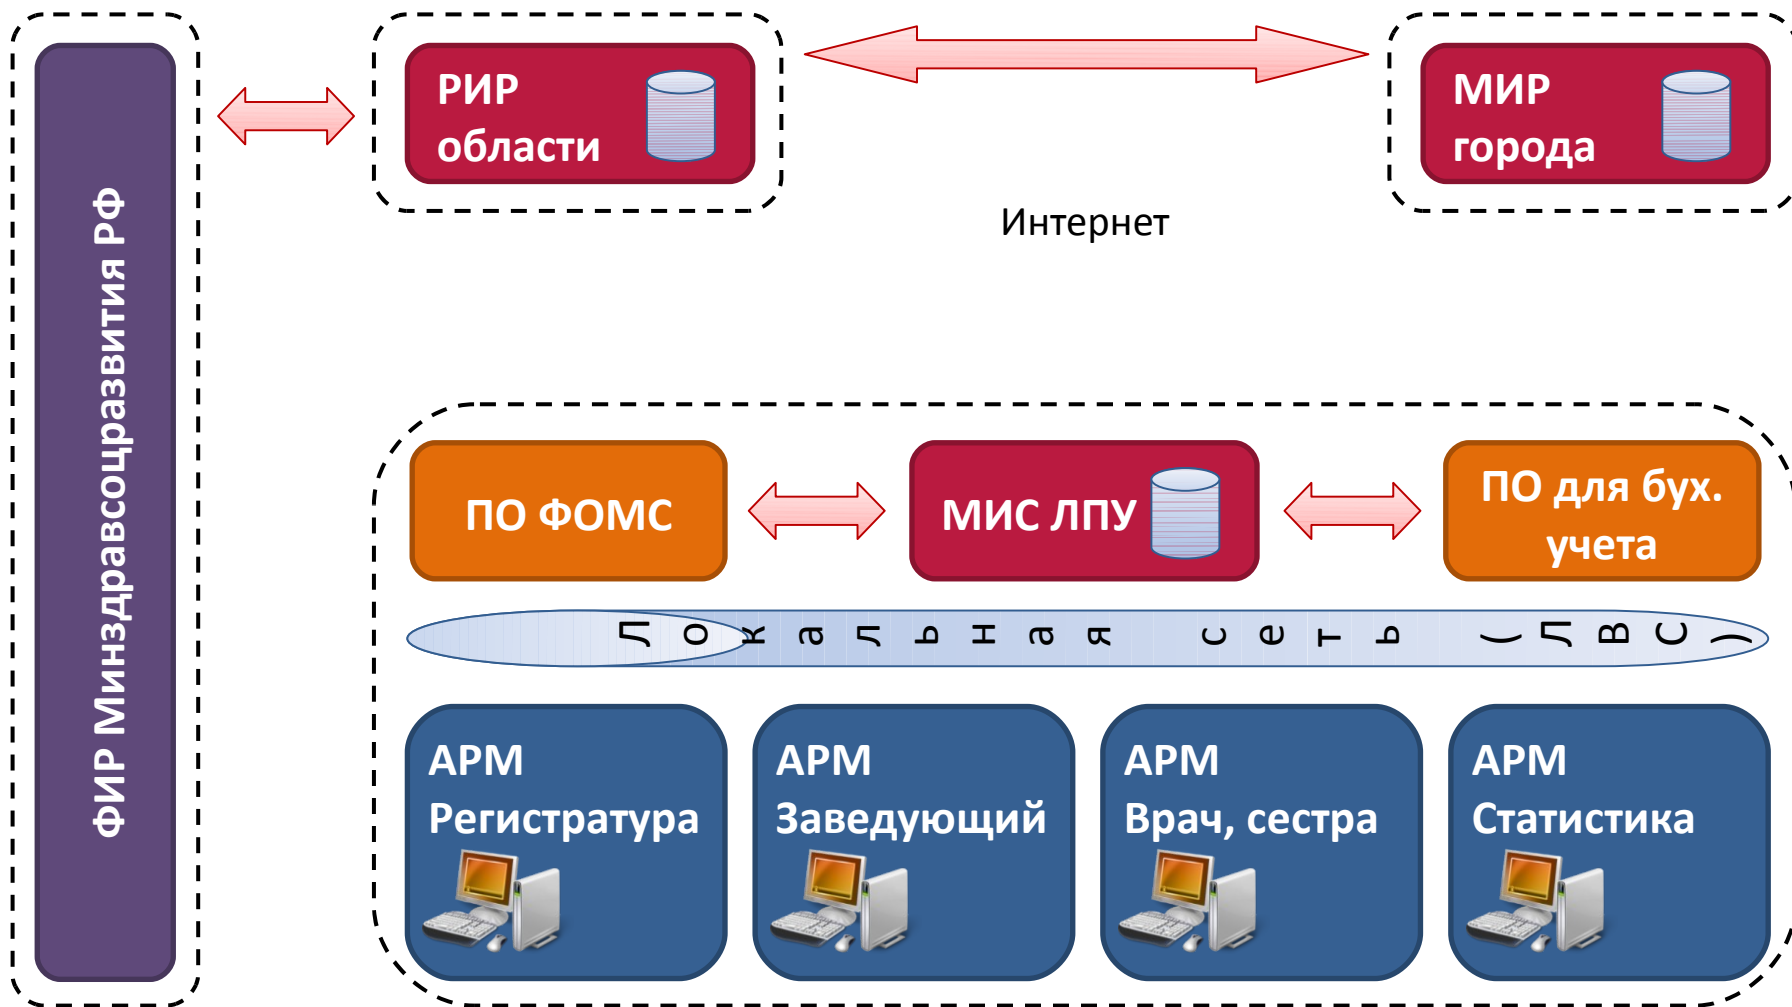 ФИР Минздравсоцразвития РФ
РИР
области
МИР
города
Интернет
ПО ФОМС
МИС ЛПУ
ПО для бух.
учета
Локальная сеть (ЛВС)
АРМ
Регистратура
АРМ
Заведующий
АРМ
Врач, сестра
АРМ
Статистика